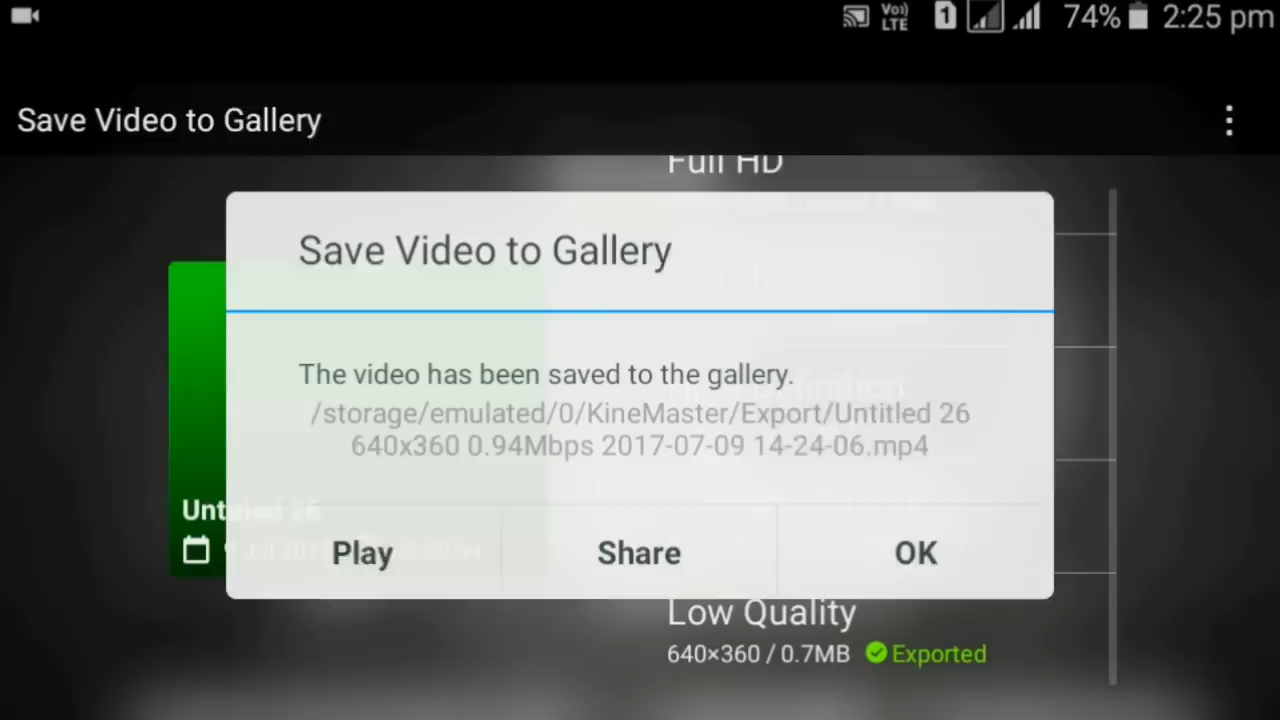 Vo)) LTE 1 74% 2:25 pm
Save Video to Gallery
Full HD
Save Video to Gallery
The video has been saved to the gallery.
/storage/emulated/0/KineMaster/Export/Untitled 26
640x360 0.94Mbps 2017-07-09 14-24-06.mp4
Untitled 26
Play Share OK
Low Quality
640×360 / 0.7MB Exported